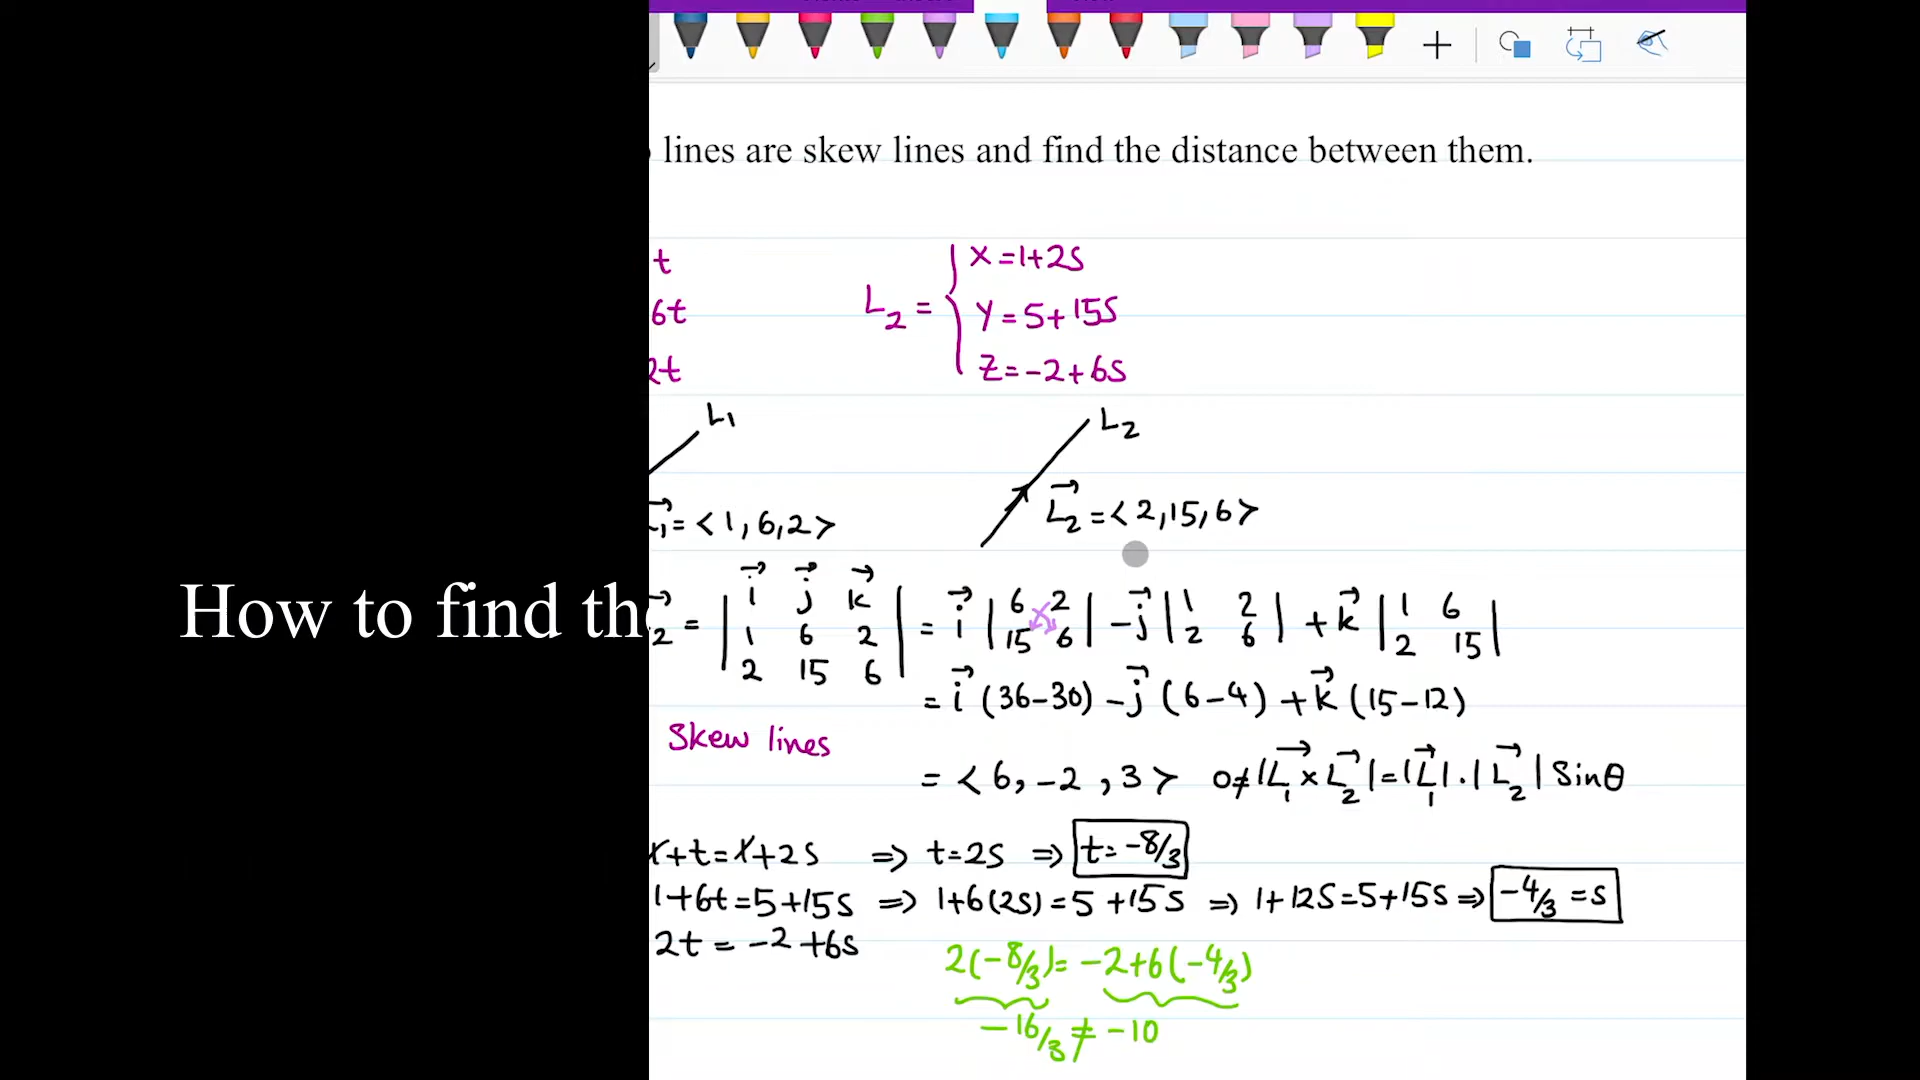 lines are skew lines and find the distance between them.
t
6t
2t
L₂ = { x = 1+2s
y = 5+15s
z = -2+6s
L₁
L₂
L₁ = <1,6,2>
L₂ = <2,15,6>
How to find the
2 = | i j k | = i | 6 2 | - j | 1 2 | + k | 1 6 |
| 1 6 2 | | 15 6 | | 2 6 | | 2 15 |
| 2 15 6 |
= i (36-30) - j (6-4) + k (15-12)
Skew lines
= <6, -2, 3> 0≠|L₁ × L₂| = |L₁|.|L₂| Sinθ
+t = 1+2s ⇒ t=2s ⇒ t = -8/3
1+6t = 5+15s ⇒ 1+6(2s) = 5+15s ⇒ 1+12s = 5+15s ⇒ -4/3 = s
2t = -2+6s
2(-8/3) = -2+6(-4/3)
-16/3 ≠ -10